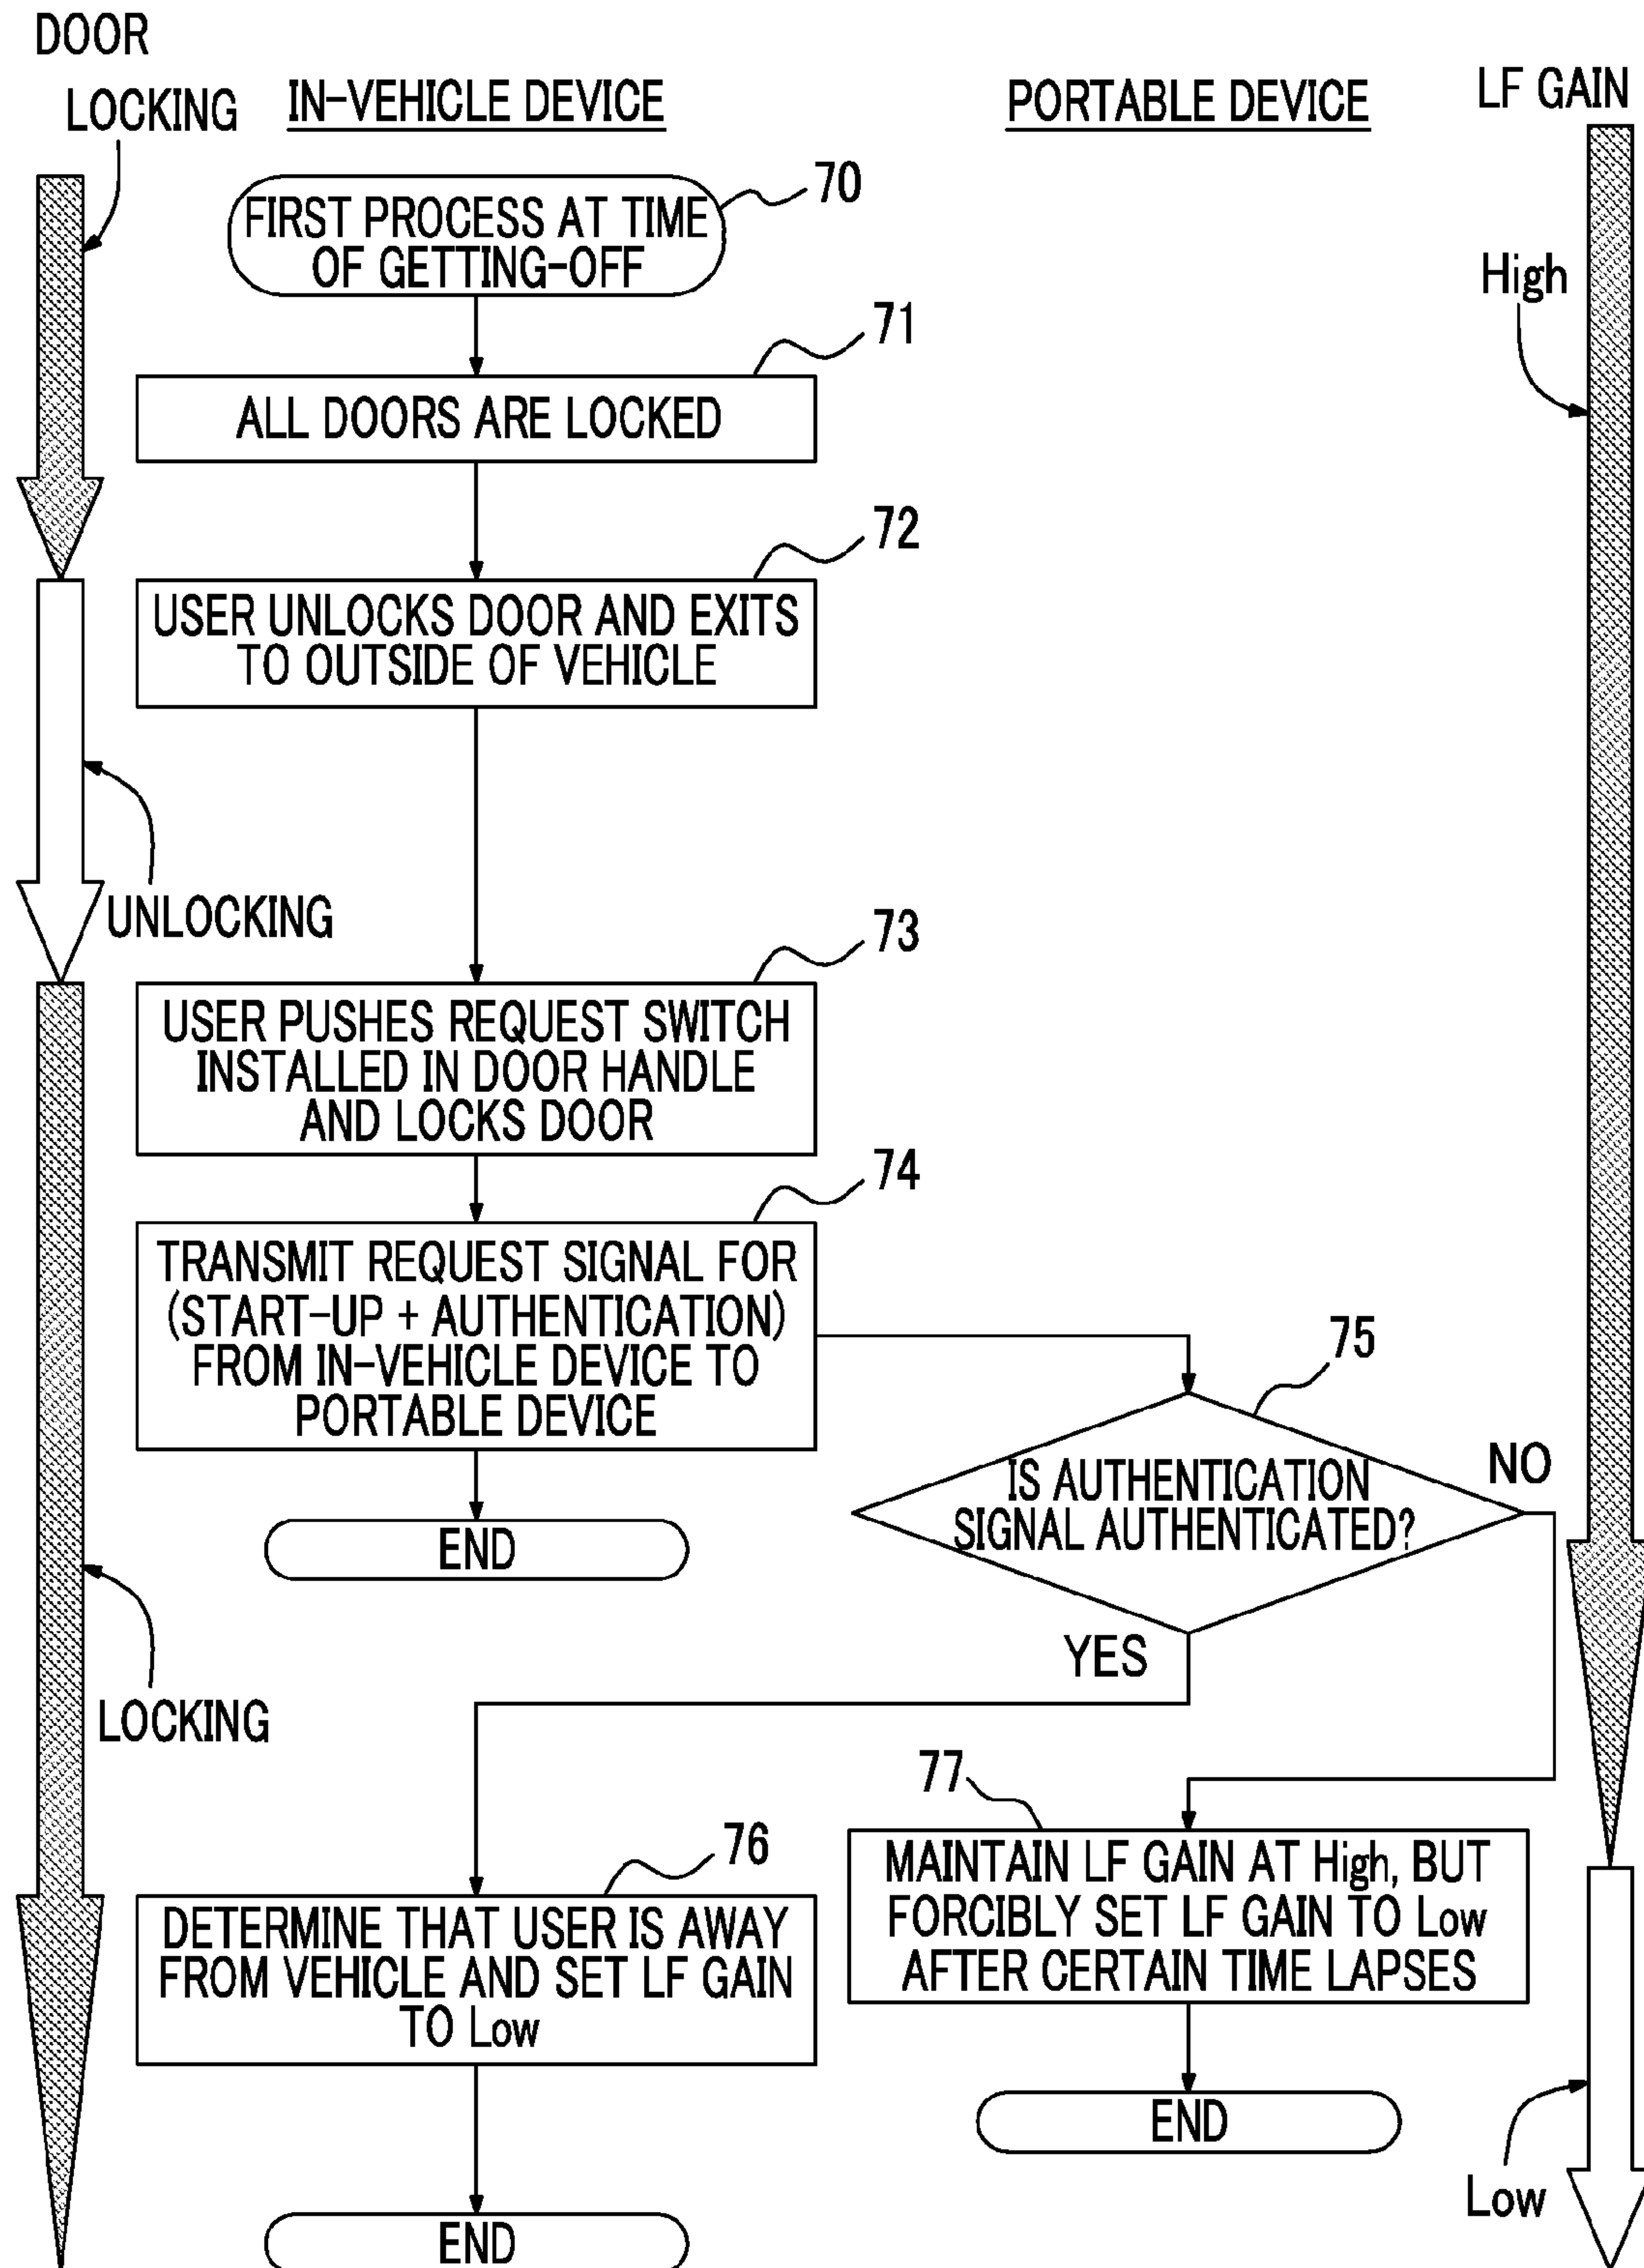 DOOR
LOCKING
IN-VEHICLE DEVICE
PORTABLE DEVICE
LF GAIN
70
FIRST PROCESS AT TIME
OF GETTING-OFF
High
71
ALL DOORS ARE LOCKED
72
USER UNLOCKS DOOR AND EXITS
TO OUTSIDE OF VEHICLE
UNLOCKING
73
USER PUSHES REQUEST SWITCH
INSTALLED IN DOOR HANDLE
AND LOCKS DOOR
74
TRANSMIT REQUEST SIGNAL FOR
(START-UP + AUTHENTICATION)
FROM IN-VEHICLE DEVICE TO
PORTABLE DEVICE
75
IS AUTHENTICATION
SIGNAL AUTHENTICATED?
NO
END
YES
LOCKING
77
MAINTAIN LF GAIN AT High, BUT
FORCIBLY SET LF GAIN TO Low
AFTER CERTAIN TIME LAPSES
76
DETERMINE THAT USER IS AWAY
FROM VEHICLE AND SET LF GAIN
TO Low
END
Low
END